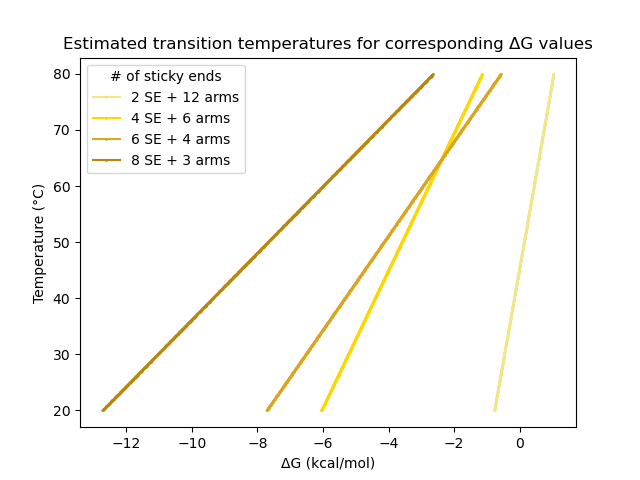 Estimated transition temperatures for corresponding ΔG values
# of sticky ends
2 SE + 12 arms
4 SE + 6 arms
6 SE + 4 arms
8 SE + 3 arms
Temperature (°C)
80
70
60
50
40
30
20
−12 −10 −8 −6 −4 −2 0
ΔG (kcal/mol)